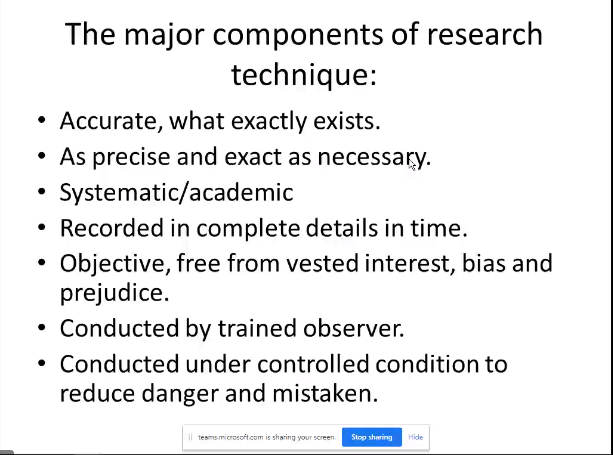 The major components of research
technique:
• Accurate, what exactly exists.
• As precise and exact as necessary.
• Systematic/academic
• Recorded in complete details in time.
• Objective, free from vested interest, bias and
prejudice.
• Conducted by trained observer.
• Conducted under controlled condition to
reduce danger and mistaken.
teams.microsoft.com is sharing your screen. Stop sharing Hide